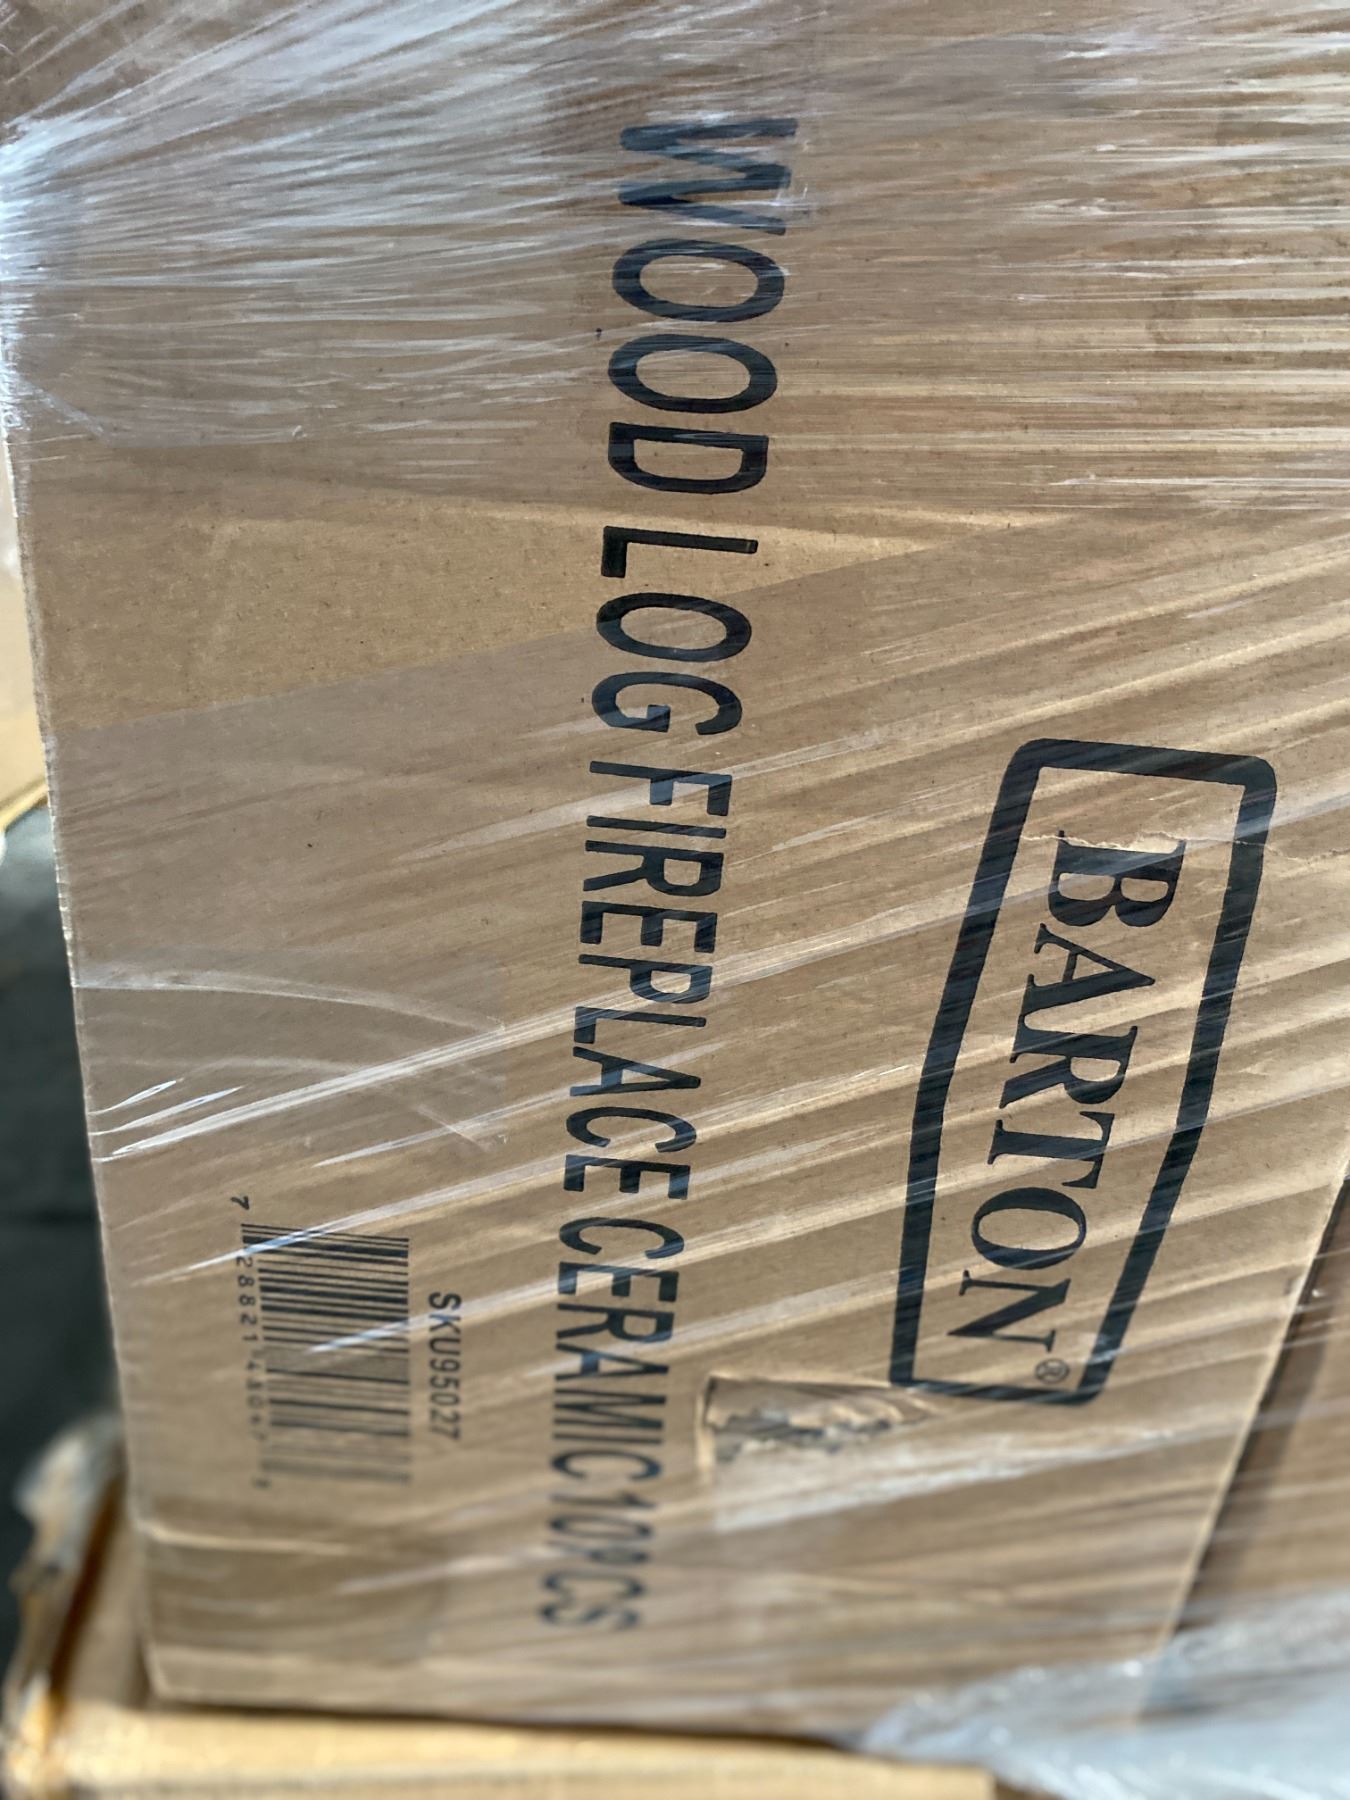 BARTON®
WOOD LOG FIREPLACE CERAMIC 10PCS
SKU95027